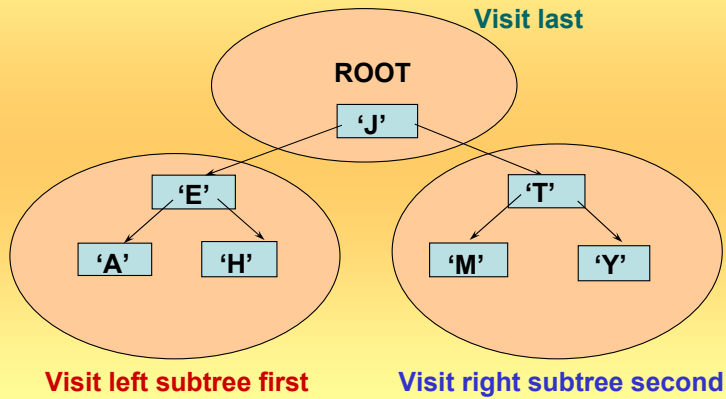 Visit last
ROOT
‘J’
‘E’
‘T’
‘A’
‘H’
‘M’
‘Y’
Visit left subtree first
Visit right subtree second